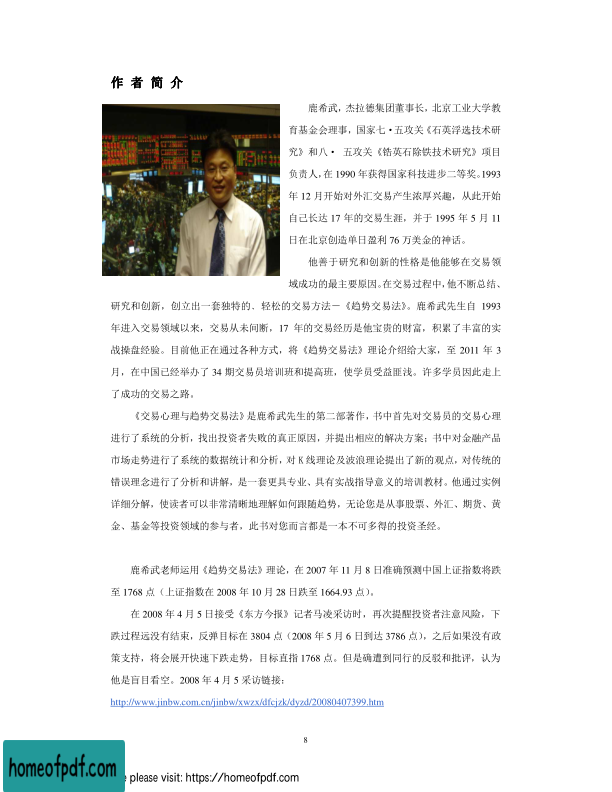 作 者 简 介
鹿希武，杰拉德集团董事长，北京工业大学教
育基金会理事，国家七·五攻关《石英浮选技术研
究》和八· 五攻关《锆英石除铁技术研究》项目
负责人，在 1990 年获得国家科技进步二等奖。1993
年 12 月开始对外汇交易产生浓厚兴趣，从此开始
自己长达 17 年的交易生涯，并于 1995 年 5 月 11
日在北京创造单日盈利 76 万美金的神话。
他善于研究和创新的性格是他能够在交易领
域成功的最主要原因。在交易过程中，他不断总结、
研究和创新，创立出一套独特的．轻松的交易方法－《趋势交易法》。鹿希武先生自 1993
年进入交易领域以来，交易从未间断，17 年的交易经历是他宝贵的财富，积累了丰富的实
战操盘经验。目前他正在通过各种方式，将《趋势交易法》理论介绍给大家，至 2011 年 3
月，在中国已经举办了 34 期交易员培训班和提高班，使学员受益匪浅。许多学员因此走上
了成功的交易之路。
《交易心理与趋势交易法》是鹿希武先生的第二部著作，书中首先对交易员的交易心理
进行了系统的分析，找出投资者失败的真正原因，并提出相应的解决方案；书中对金融产品
市场走势进行了系统的数据统计和分析，对 K 线理论及波浪理论提出了新的观点，对传统的
错误理念进行了分析和讲解，是一套更具专业、具有实战指导意义的培训教材。他通过实例
详细分解，使读者可以非常清晰地理解如何跟随趋势，无论您是从事股票、外汇、期货、黄
金、基金等投资领域的参与者，此书对您而言都是一本不可多得的投资圣经。
鹿希武老师运用《趋势交易法》理论，在 2007 年 11 月 8 日准确预测中国上证指数将跌
至 1768 点（上证指数在 2008 年 10 月 28 日跌至 1664.93 点）。
在 2008 年 4 月 5 日接受《东方今报》记者马凌采访时，再次提醒投资者注意风险，下
跌过程远没有结束，反弹目标在 3804 点（2008 年 5 月 6 日到达 3786 点），之后如果没有政
策支持，将会展开快速下跌走势，目标直指 1768 点。但是确遭到同行的反驳和批评，认为
他是盲目看空。2008 年 4 月 5 采访链接：
http://www.jinbw.com.cn/jinbw/xwzx/dfcjzk/dyzd/20080407399.htm
8
homeofpdf.com
please visit: https://homeofpdf.com